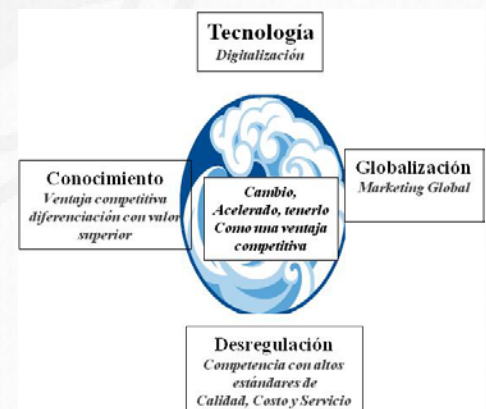 Tecnología
Digitalización
Conocimiento
Ventaja competitiva
diferenciación con valor
superior
Cambio,
Acelerado, tenerlo
Como una ventaja
competitiva
Globalización
Marketing Global
Desregulación
Competencia con altos
estándares de
Calidad, Costo y Servicio